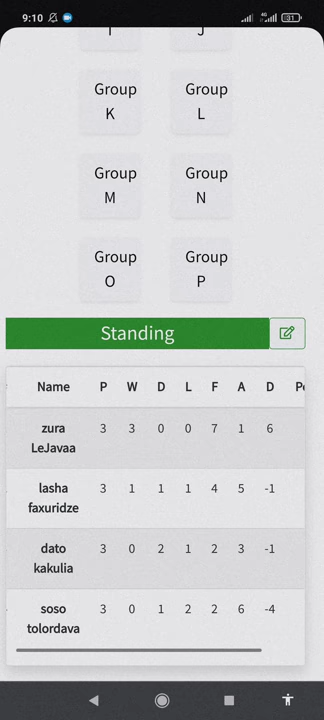 9:10 4G 31
I J
Group Group
K L
Group Group
M N
Group Group
O P
Standing
Name P W D L F A D
zura LeJavaa 3 3 0 0 7 1 6
lasha faxuridze 3 1 1 1 4 5 -1
dato kakulia 3 0 2 1 2 3 -1
soso tolordava 3 0 1 2 2 6 -4